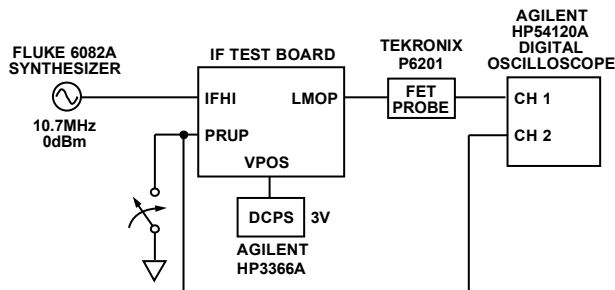 FLUKE 6082A
SYNTHESIZER
10.7MHz
0dBm
IF TEST BOARD
IFHI
LMOP
PRUP
VPOS
DCPS
3V
AGILENT
HP3366A
TEKRONIX
P6201
FET
PROBE
AGILENT
HP54120A
DIGITAL
OSCILLOSCOPE
CH 1
CH 2